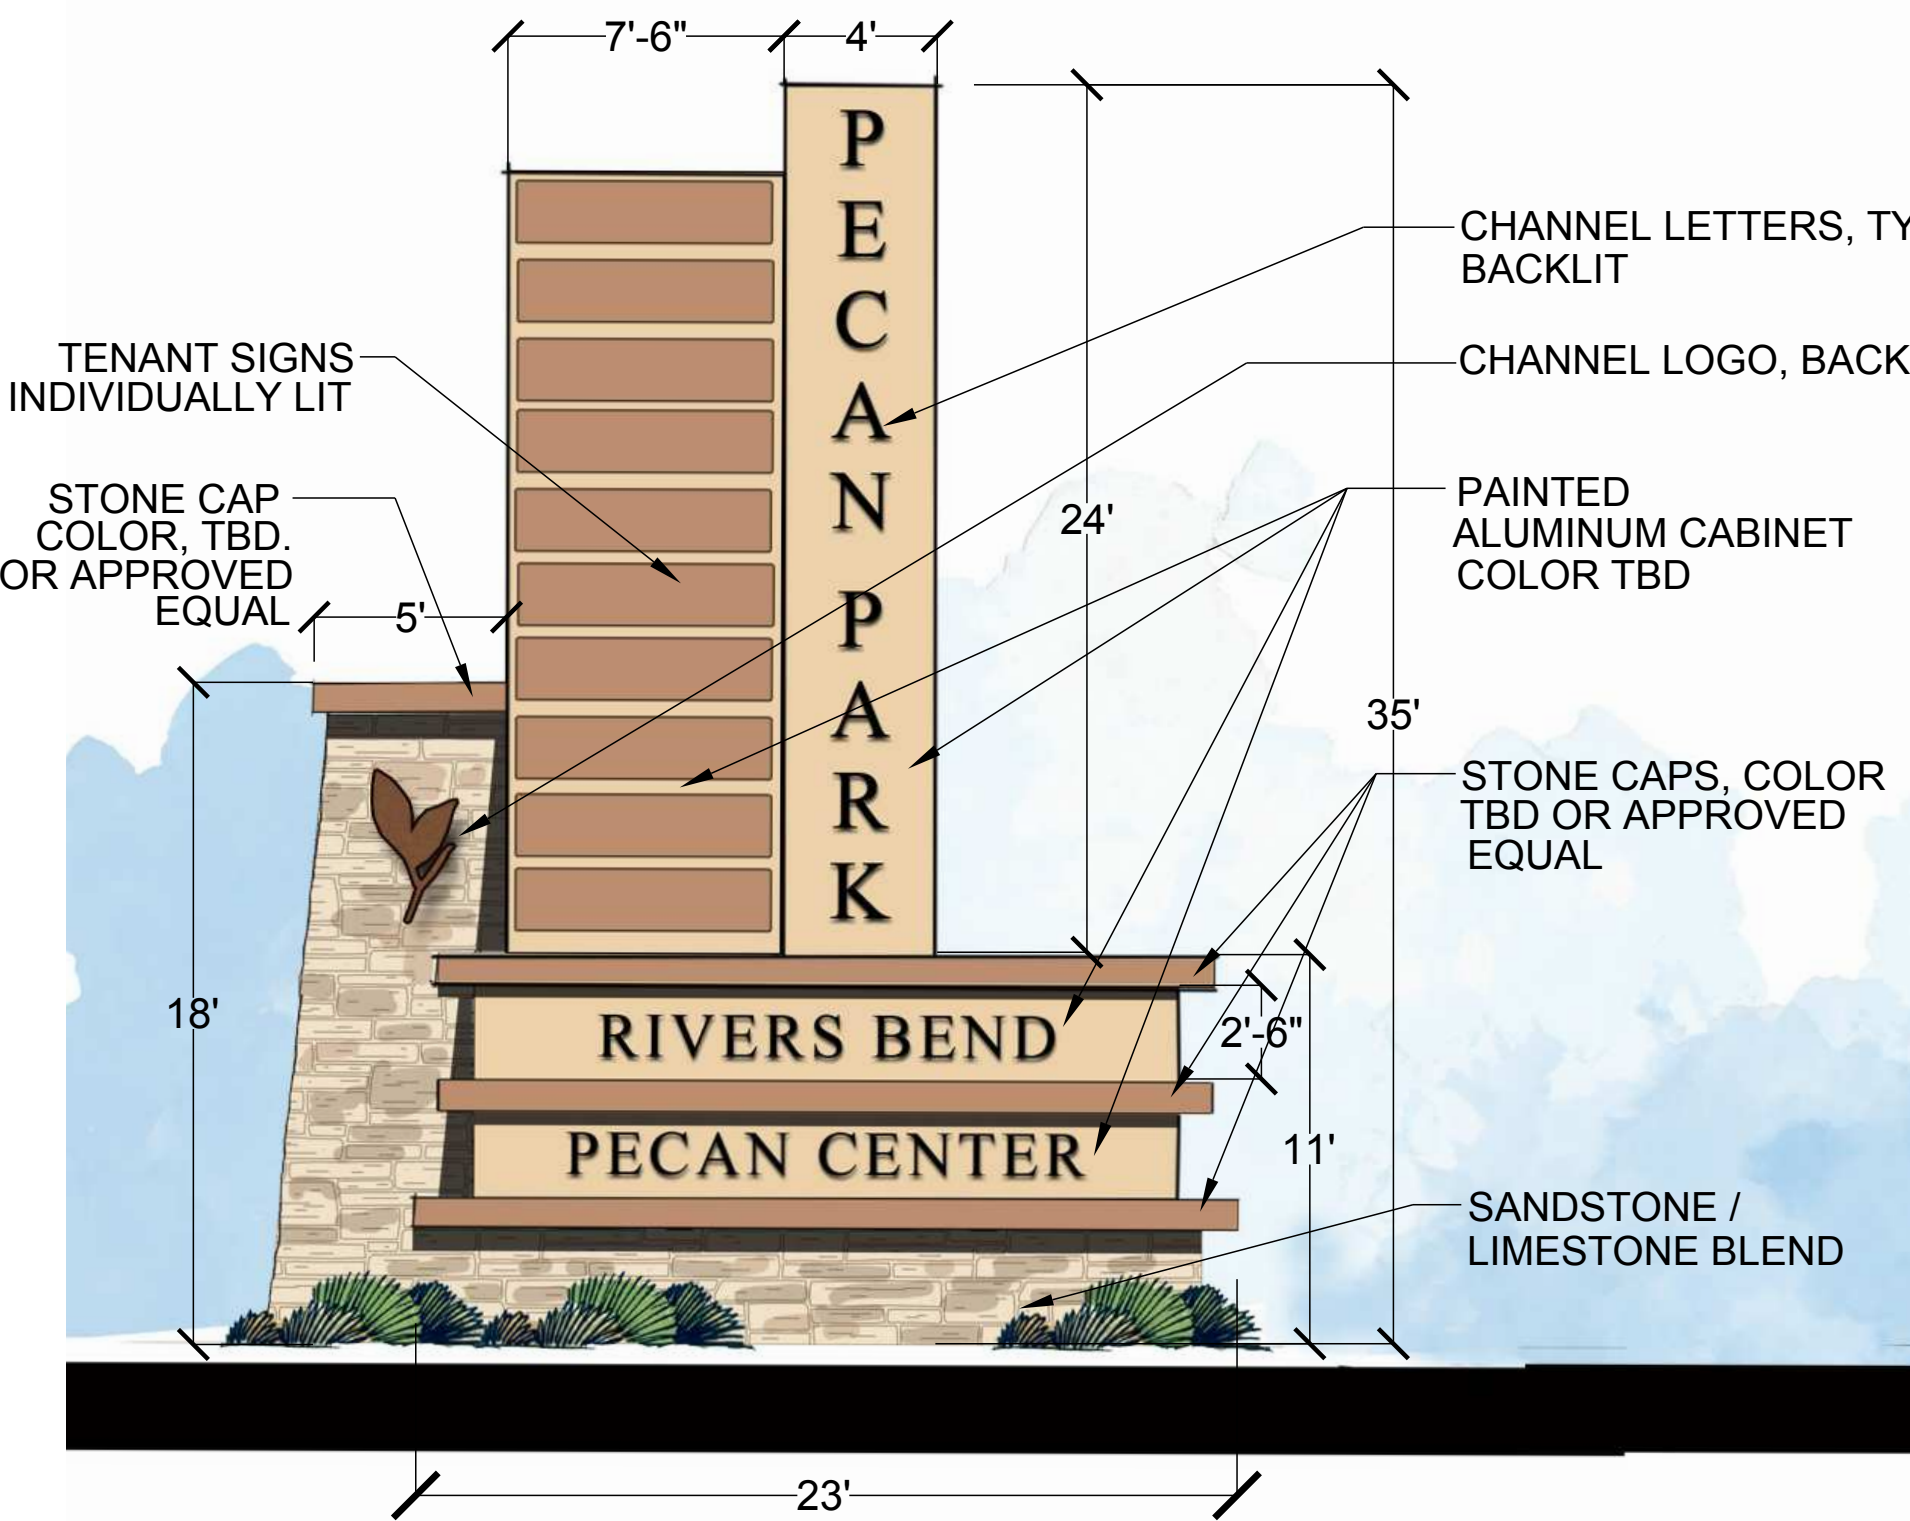 7'-6"
4'
P
E
C
A
N
P
A
R
K
CHANNEL LETTERS, TY
BACKLIT
CHANNEL LOGO, BACK
TENANT SIGNS
INDIVIDUALLY LIT
STONE CAP
COLOR, TBD.
OR APPROVED
EQUAL
5'
24'
PAINTED
ALUMINUM CABINET
COLOR TBD
35'
STONE CAPS, COLOR
TBD OR APPROVED
EQUAL
18'
RIVERS BEND
2'-6"
PECAN CENTER
11'
SANDSTONE /
LIMESTONE BLEND
23'